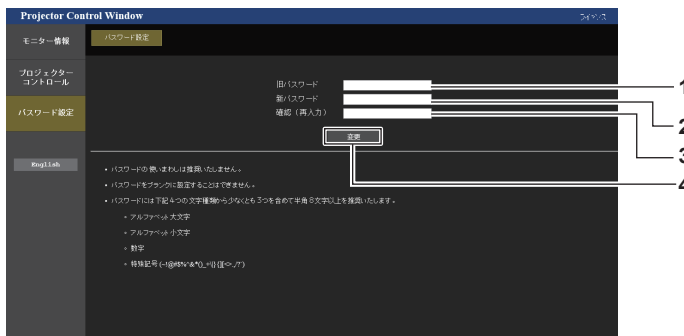 Projector Control Window
ライセンス
モニター情報
パスワード設定
プロジェクター
コントロール
パスワード設定
English
旧パスワード
新パスワード
確認（再入力）
変更
1
2
3
4
• パスワードの使いまわしは推奨いたしません。
• パスワードをブランクに設定することはできません。
• パスワードには下記4つの文字種類から少なくとも3つを含めて半角8文字以上を推奨いたします。
◦ アルファベット大文字
◦ アルファベット小文字
◦ 数字
◦ 特殊記号